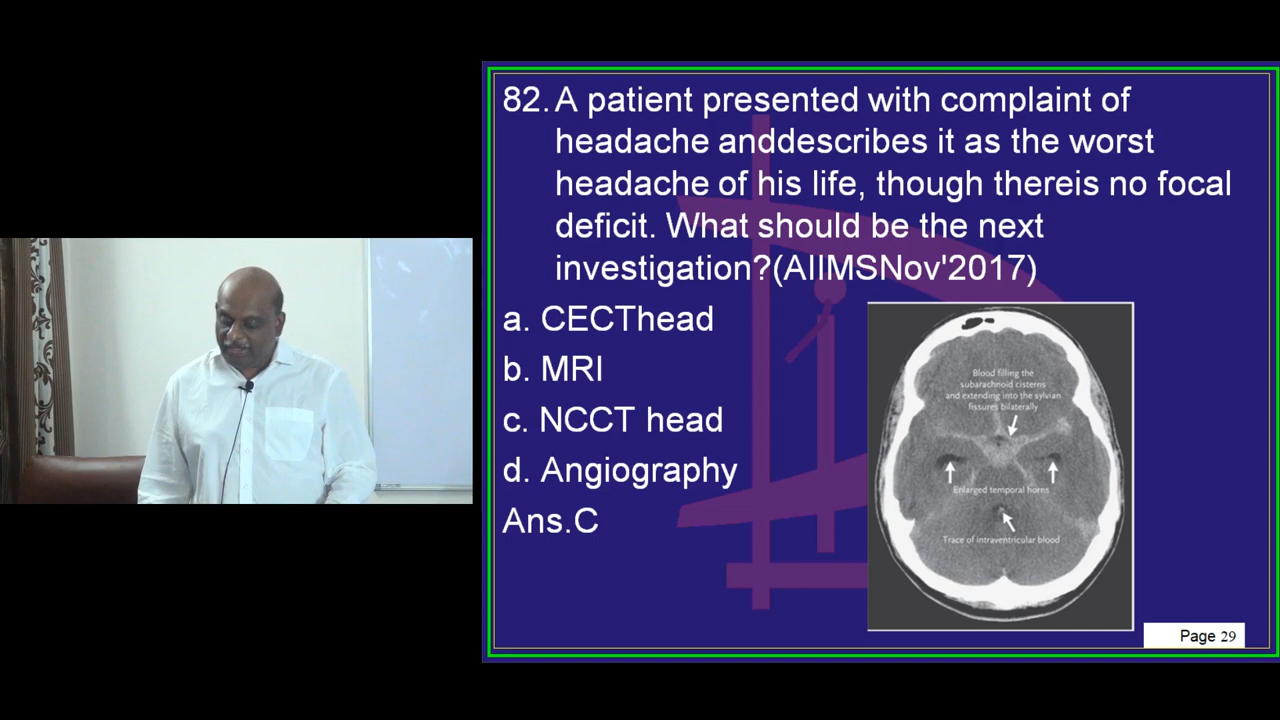 82. A patient presented with complaint of
headache anddescribes it as the worst
headache of his life, though thereis no focal
deficit. What should be the next
investigation?(AIIMSNov'2017)
a. CECThead
b. MRI
c. NCCT head
d. Angiography
Ans.C
Blood filling the
subarachnoid cisterns
and extending into the sylvian
fissures bilaterally
Enlarged temporal horns
Trace of intraventricular blood
Page 29